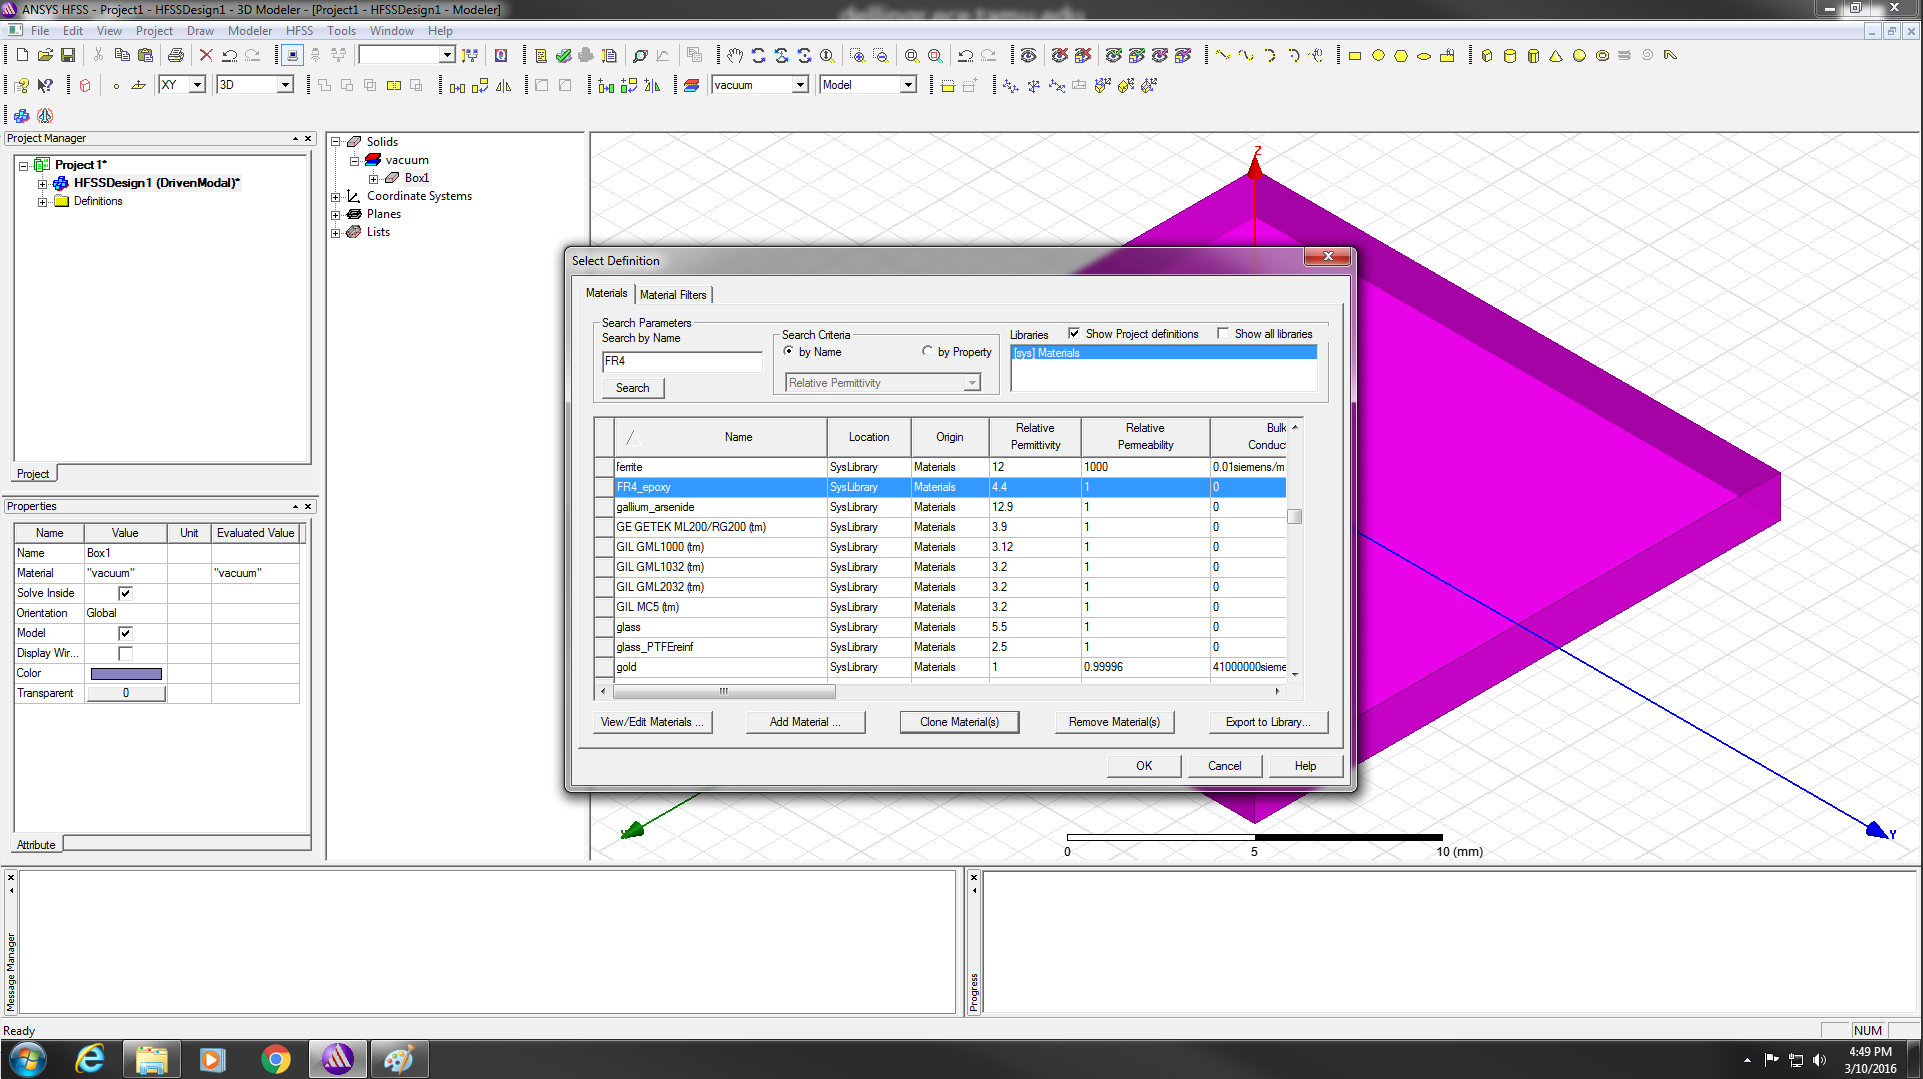 ANSYS HFSS - Project1 - HFSSDesign1 - 3D Modeler - [Project1 - HFSSDesign1 - Modeler]
dellingr.ece.tamu.edu
File Edit View Project Draw Modeler HFSS Tools Window Help
XY 3D vacuum Model
Project Manager
Project1*
HFSSDesign1 (DrivenModal)*
Definitions
Project
Solids
vacuum
Box1
Coordinate Systems
Planes
Lists
Properties
Name Value Unit Evaluated Value
Name Box1
Material "vacuum" "vacuum"
Solve Inside
Orientation Global
Model
Display Wir...
Color
Transparent 0
Attribute
Z
Select Definition
Materials Material Filters
Search Parameters
Search by Name
FR4
Search
Search Criteria
by Name by Property
Relative Permittivity
Libraries Show Project definitions Show all libraries
[sys] Materials
Name Location Origin Relative Permittivity Relative Permeability Bulk Conduc
ferrite SysLibrary Materials 12 1000 0.01siemens/m
FR4_epoxy SysLibrary Materials 4.4 1 0
gallium_arsenide SysLibrary Materials 12.9 1 0
GE GETEK ML200/RG200 (tm) SysLibrary Materials 3.9 1 0
GIL GML1000 (tm) SysLibrary Materials 3.12 1 0
GIL GML1032 (tm) SysLibrary Materials 3.2 1 0
GIL GML2032 (tm) SysLibrary Materials 3.2 1 0
GIL MC5 (tm) SysLibrary Materials 3.2 1 0
glass SysLibrary Materials 5.5 1 0
glass_PTFEreinf SysLibrary Materials 2.5 1 0
gold SysLibrary Materials 1 0.99996 41000000sieme
View/Edit Materials ... Add Material ... Clone Material(s) Remove Material(s) Export to Library...
OK Cancel Help
Y
0 5 10 (mm)
Message Manager
Progress
Ready
NUM
4:49 PM
3/10/2016